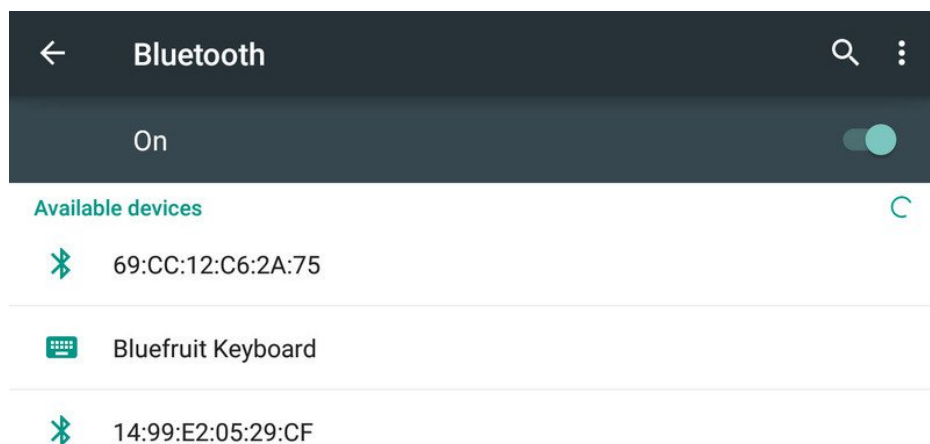 Bluetooth
On
Available devices
69:CC:12:C6:2A:75
Bluefruit Keyboard
14:99:E2:05:29:CF